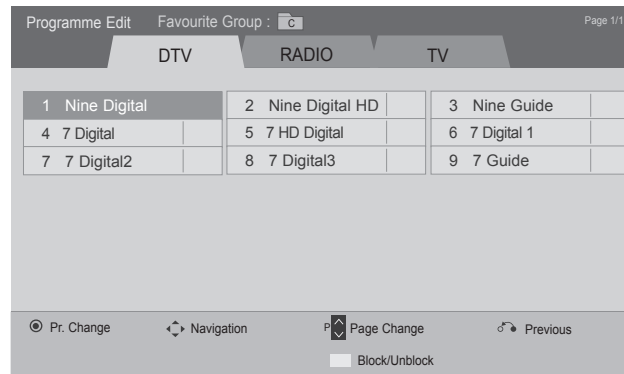 Programme Edit Favourite Group : C Page 1/1
DTV RADIO TV
1 Nine Digital 2 Nine Digital HD 3 Nine Guide
4 7 Digital 5 7 HD Digital 6 7 Digital 1
7 7 Digital2 8 7 Digital3 9 7 Guide
Pr. Change Navigation P Page Change Previous
Block/Unblock